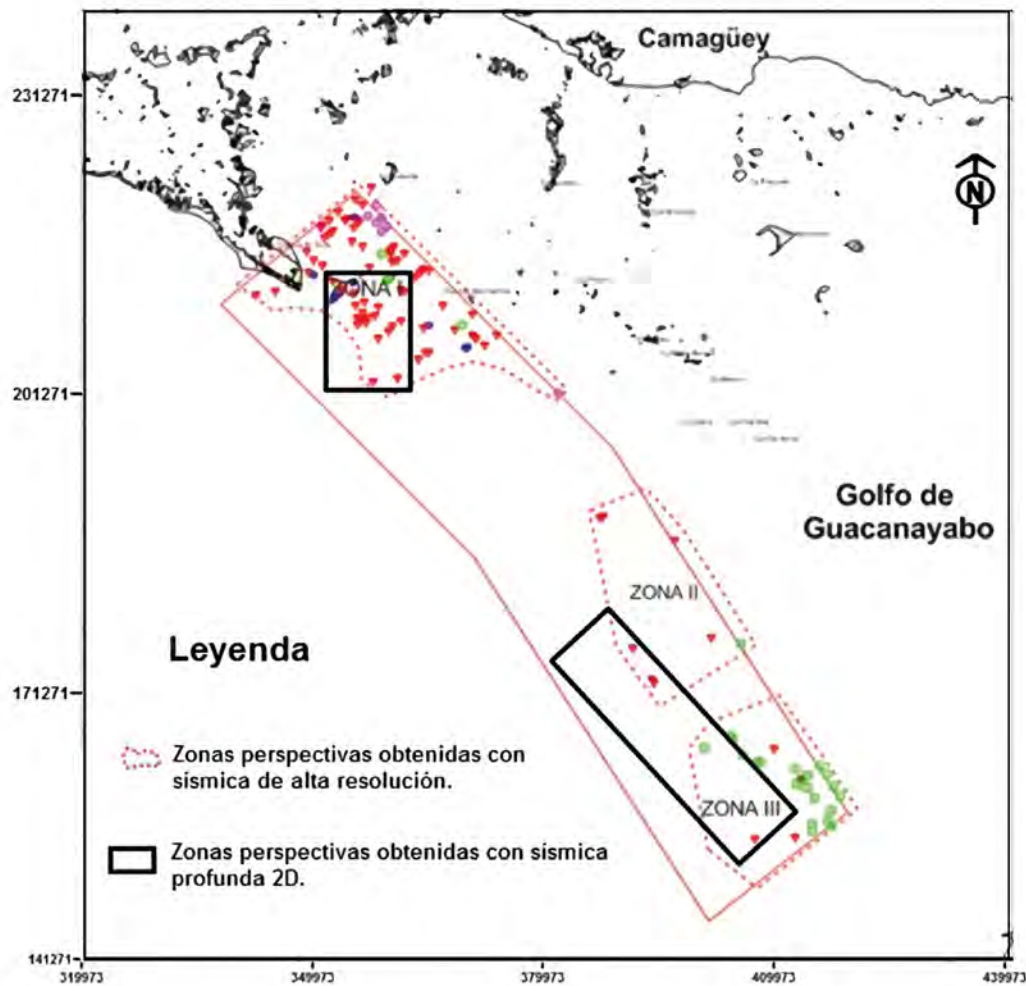 Camagüey
231271
N
ZONA I
201271
Golfo de
Guacanayabo
ZONA II
Leyenda
171271
Zonas perspectivas obtenidas con
sísmica de alta resolución.
ZONA III
Zonas perspectivas obtenidas con sísmica
profunda 2D.
141271
319973
349973
379973
409973
439973